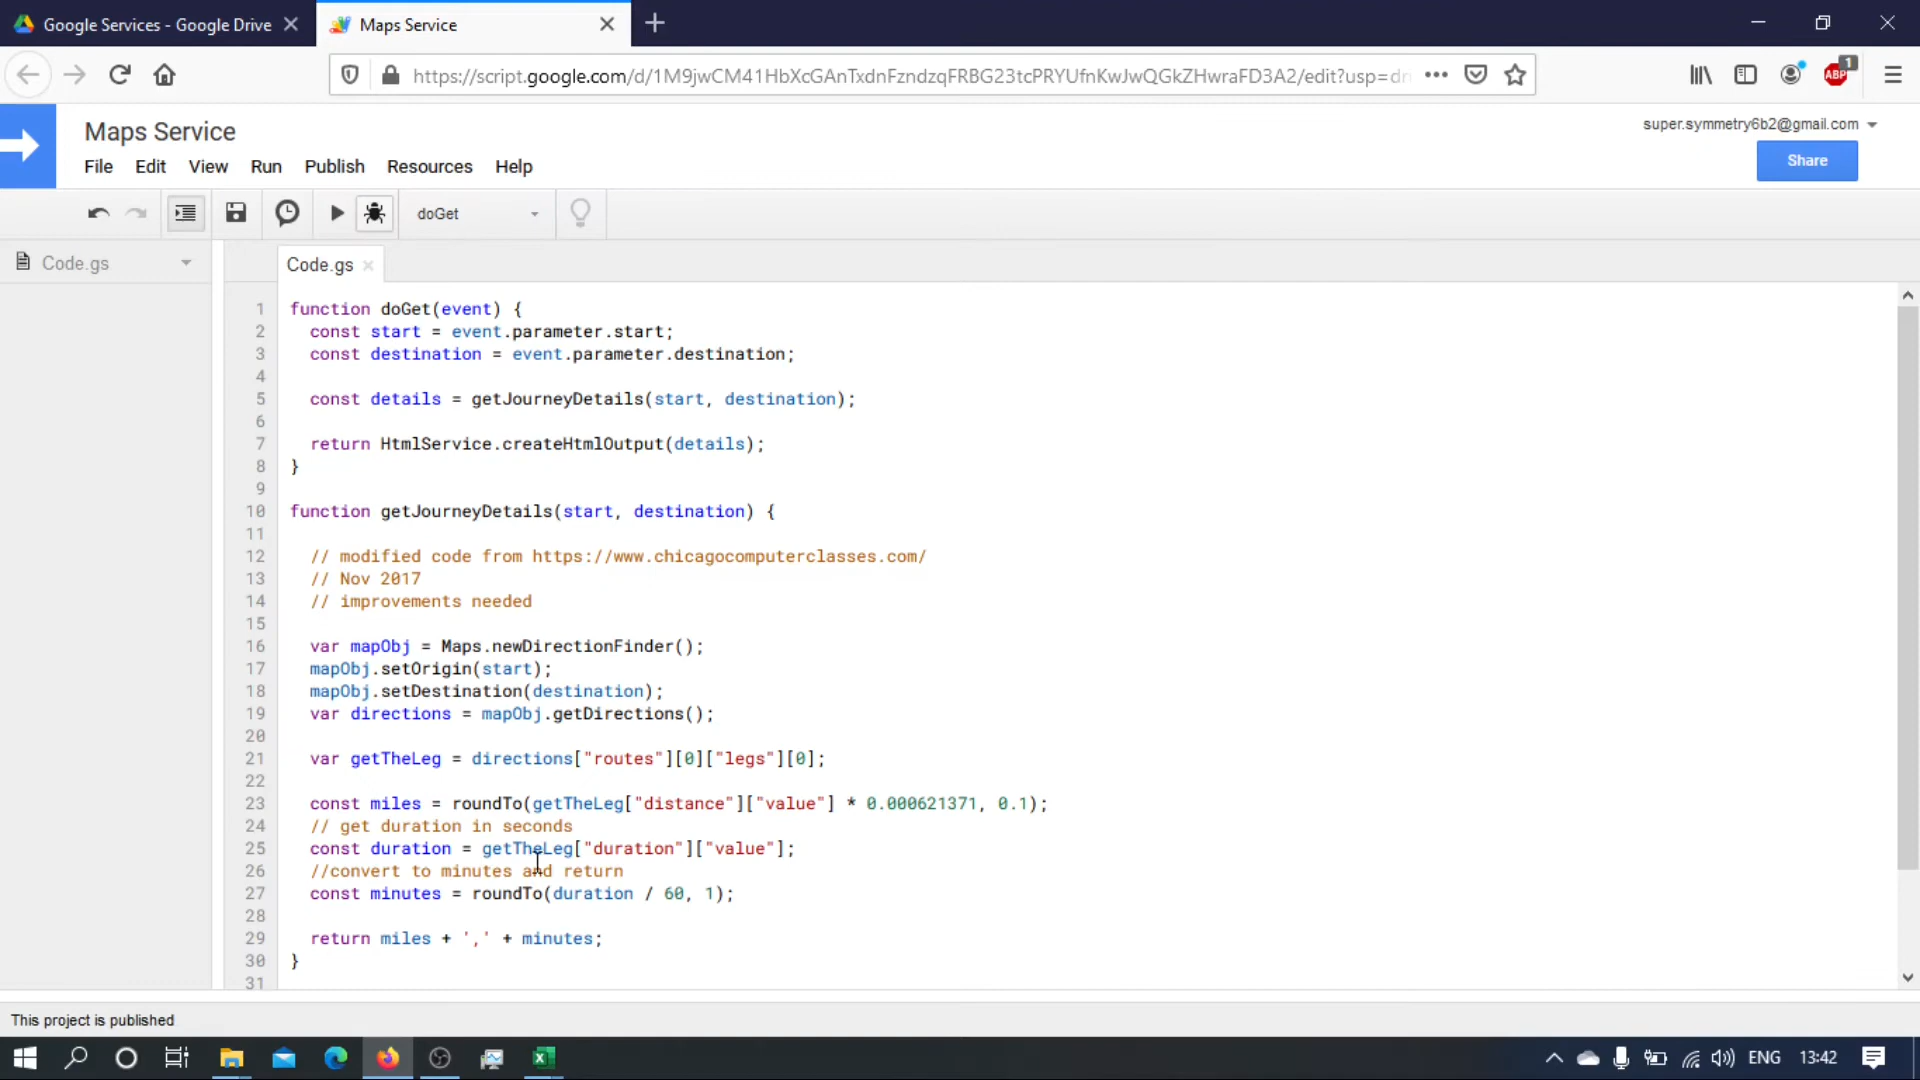 Google Services - Google Drive
Maps Service
https://script.google.com/d/1M9jwCM41HbXcGAnTxdnFzndzqFRBG23tcPRYUfnKwJwQGkZHwraFD3A2/edit?usp=dr
ABP
1
Maps Service
super.symmetry6b2@gmail.com
File Edit View Run Publish Resources Help
Share
doGet
Code.gs
Code.gs
1 function doGet(event) {
2 const start = event.parameter.start;
3 const destination = event.parameter.destination;
4
5 const details = getJourneyDetails(start, destination);
6
7 return HtmlService.createHtmlOutput(details);
8 }
9
10 function getJourneyDetails(start, destination) {
11
12 // modified code from https://www.chicagocomputerclasses.com/
13 // Nov 2017
14 // improvements needed
15
16 var mapObj = Maps.newDirectionFinder();
17 mapObj.setOrigin(start);
18 mapObj.setDestination(destination);
19 var directions = mapObj.getDirections();
20
21 var getTheLeg = directions["routes"][0]["legs"][0];
22
23 const miles = roundTo(getTheLeg["distance"]["value"] * 0.000621371, 0.1);
24 // get duration in seconds
25 const duration = getTheLeg["duration"]["value"];
26 //convert to minutes and return
27 const minutes = roundTo(duration / 60, 1);
28
29 return miles + ',' + minutes;
30 }
31
This project is published
ENG
13:42